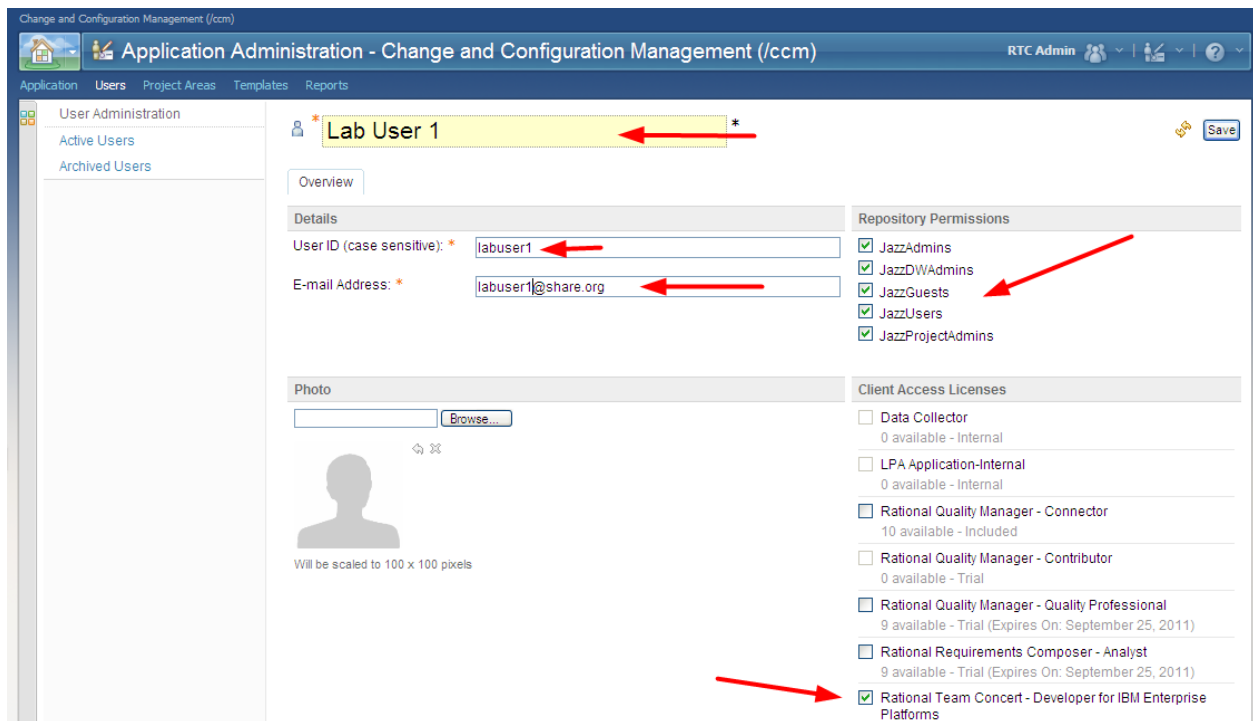 Change and Configuration Management (/ccm)
Application Administration - Change and Configuration Management (/ccm)
RTC Admin
Application Users Project Areas Templates Reports
User Administration
Active Users
Archived Users
* Lab User 1 *
Save
Overview
Details
User ID (case sensitive): * labuser1
E-mail Address: * labuser1@share.org
Repository Permissions
JazzAdmins
JazzDWAdmins
JazzGuests
JazzUsers
JazzProjectAdmins
Photo
Browse...
Will be scaled to 100 x 100 pixels
Client Access Licenses
Data Collector
0 available - Internal
LPA Application-Internal
0 available - Internal
Rational Quality Manager - Connector
10 available - Included
Rational Quality Manager - Contributor
0 available - Trial
Rational Quality Manager - Quality Professional
9 available - Trial (Expires On: September 25, 2011)
Rational Requirements Composer - Analyst
9 available - Trial (Expires On: September 25, 2011)
Rational Team Concert - Developer for IBM Enterprise
Platforms